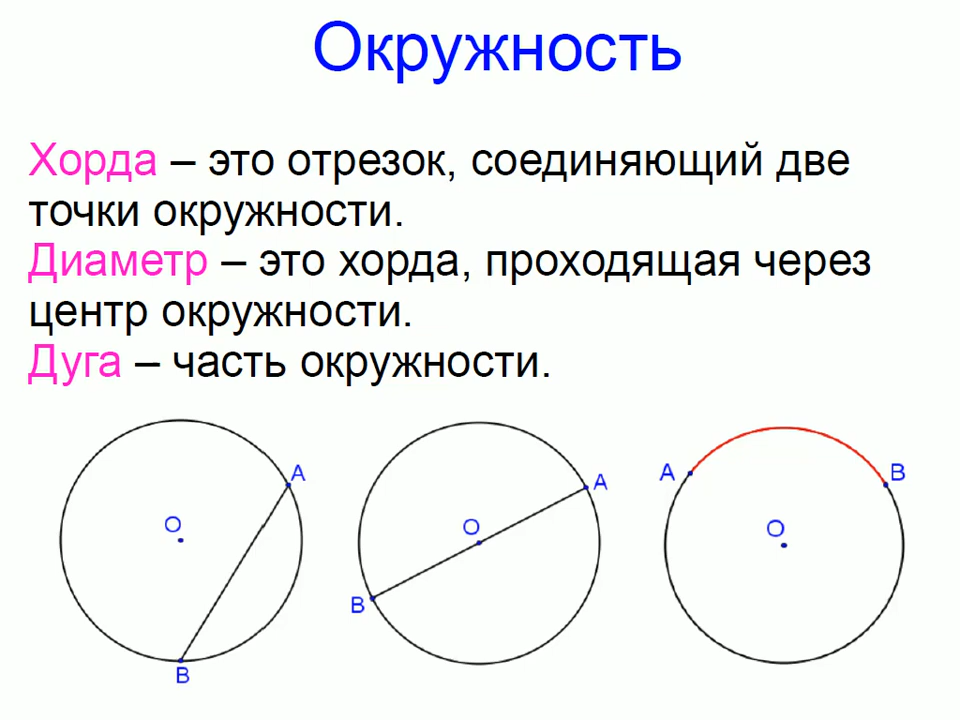 Окружность
Хорда – это отрезок, соединяющий две
точки окружности.
Диаметр – это хорда, проходящая через
центр окружности.
Дуга – часть окружности.
A
O
B
A
O
B
A
B
O